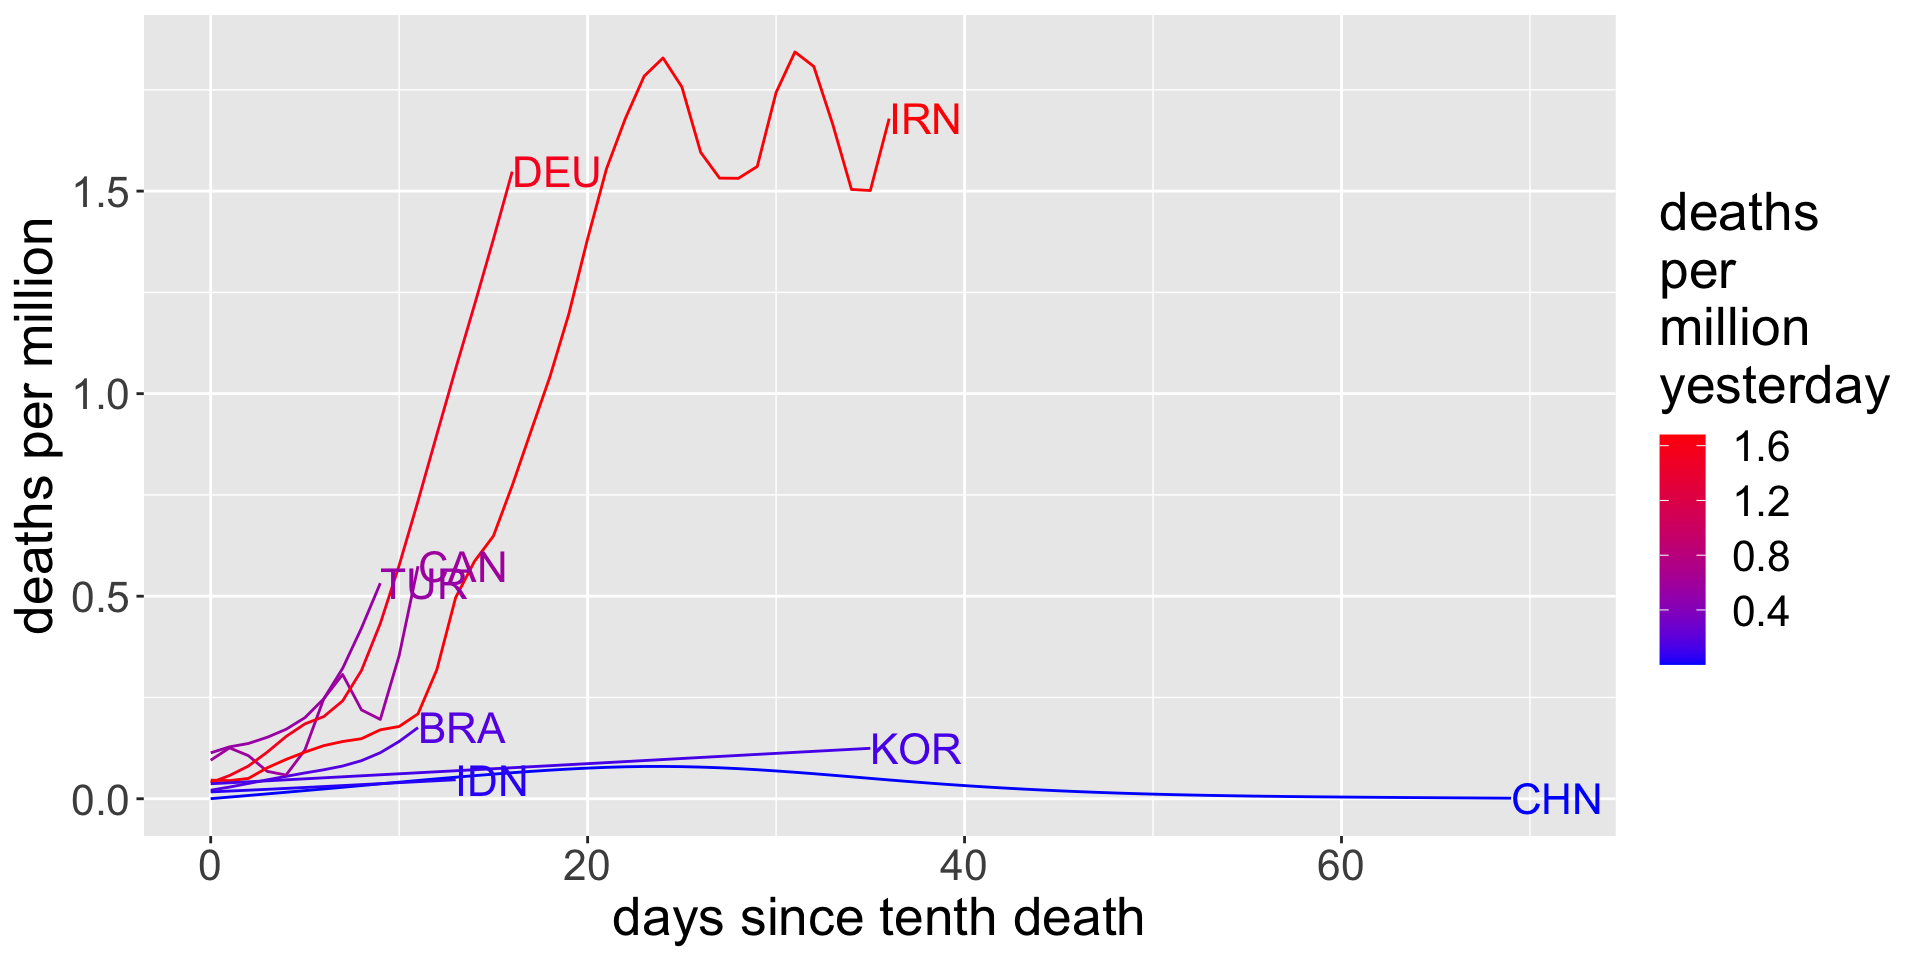 deaths per million
1.5
1.0
0.5
0.0
IRN
DEU
CAN
TUR
BRA
KOR
IDN
CHN
0
20
40
60
days since tenth death
deaths
per
million
yesterday
1.6
1.2
0.8
0.4